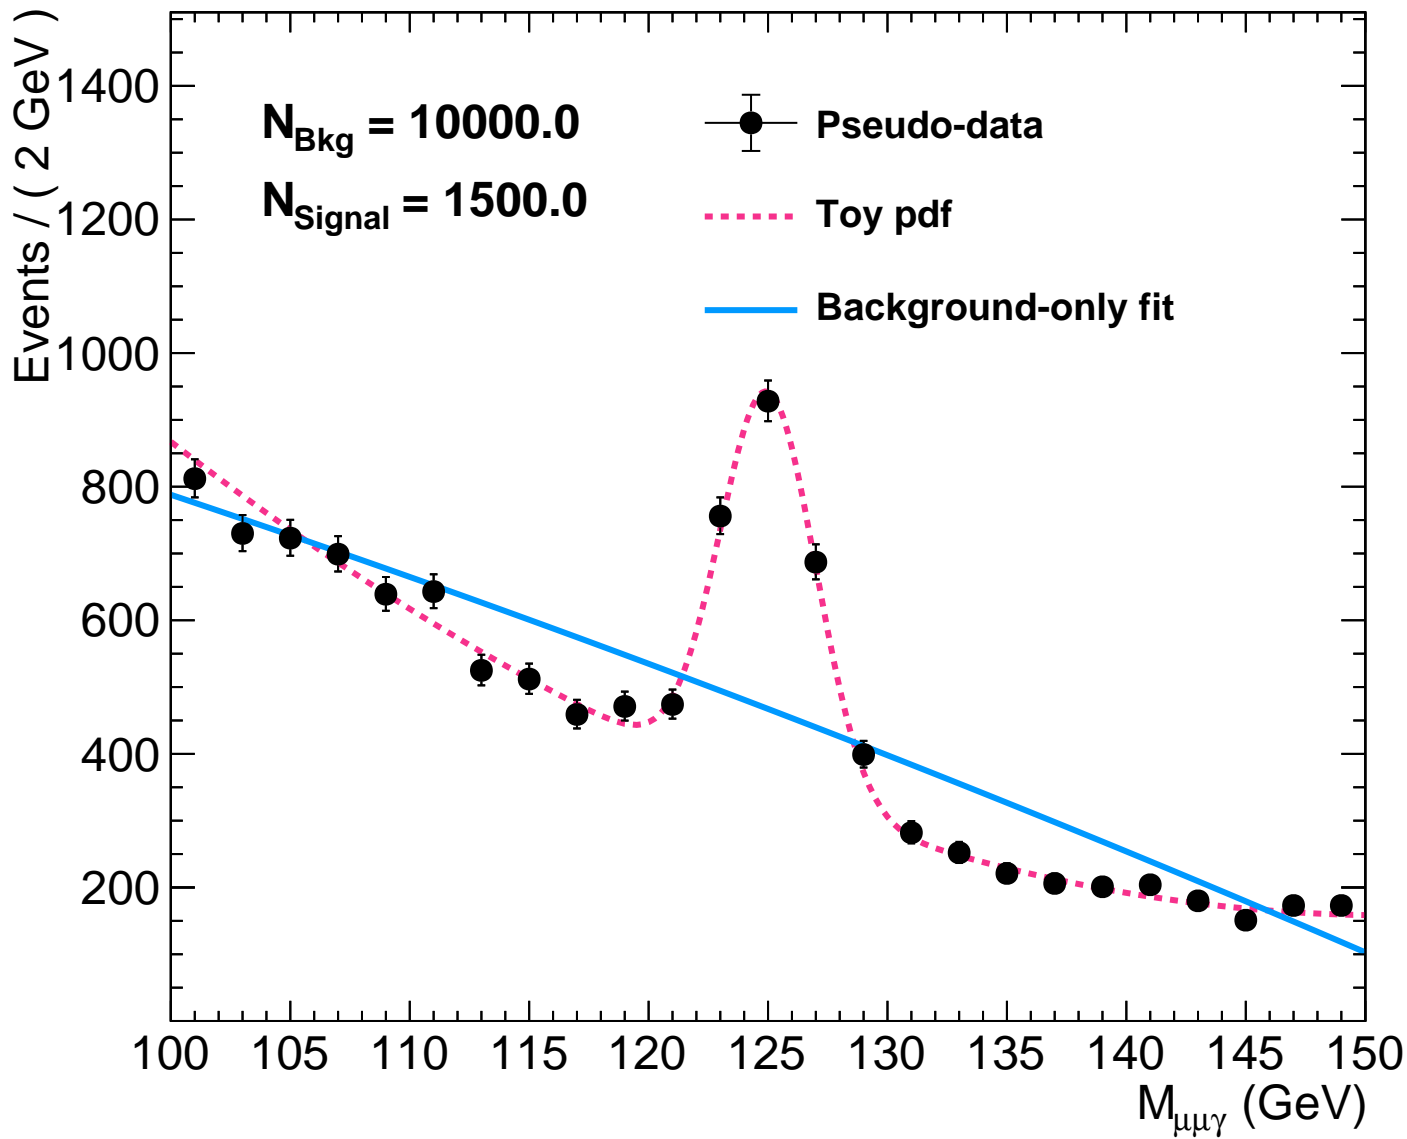 Events / ( 2 GeV )
1400
1200
1000
800
600
400
200
N_Bkg = 10000.0
N_Signal = 1500.0
Pseudo-data
Toy pdf
Background-only fit
100 105 110 115 120 125 130 135 140 145 150
M_μμγ (GeV)